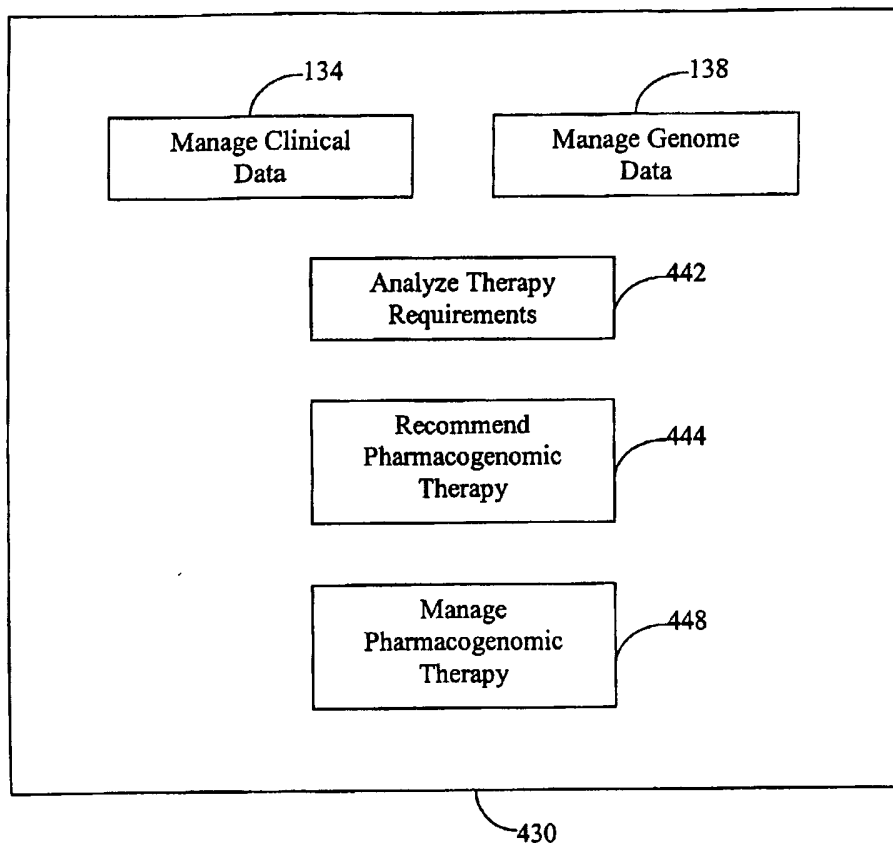 134
138
Manage Clinical
Data
Manage Genome
Data
Analyze Therapy
Requirements
442
Recommend
Pharmacogenomic
Therapy
444
Manage
Pharmacogenomic
Therapy
448
430